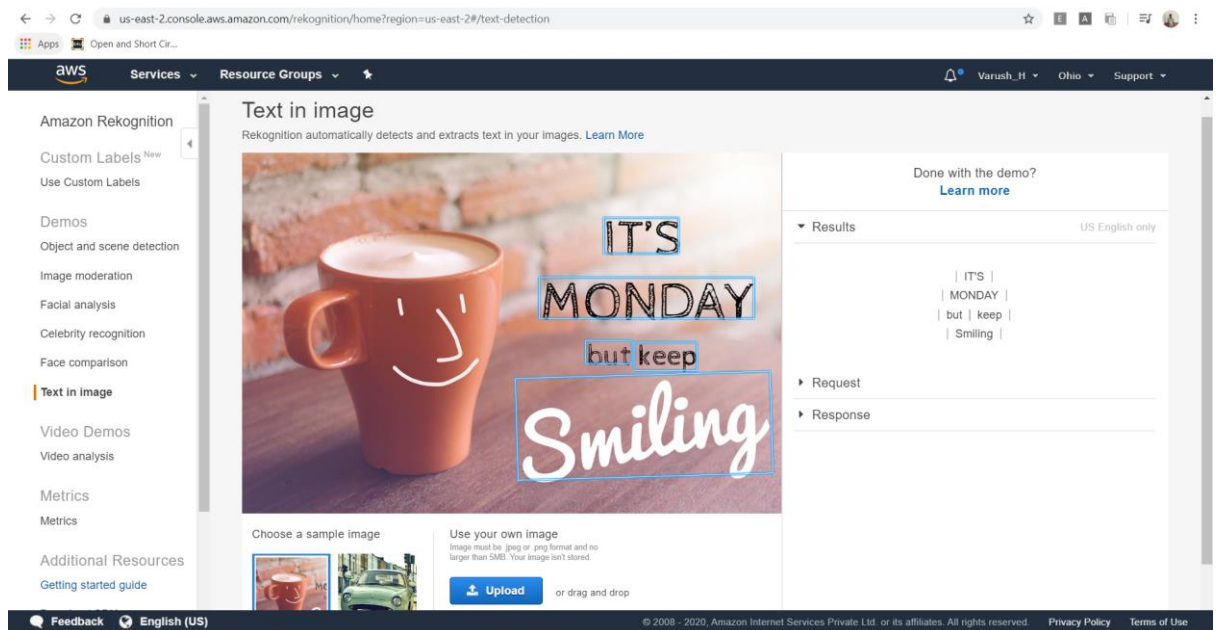 us-east-2.console.aws.amazon.com/rekognition/home?region=us-east-2#/text-detection
Apps Open and Short Cir...
aws Services Resource Groups Varush_H Ohio Support
Amazon Rekognition
Custom Labels New
Use Custom Labels
Demos
Object and scene detection
Image moderation
Facial analysis
Celebrity recognition
Face comparison
Text in image
Video Demos
Video analysis
Metrics
Metrics
Additional Resources
Getting started guide
Text in image
Rekognition automatically detects and extracts text in your images. Learn More
IT'S
MONDAY
but keep
Smiling
Done with the demo?
Learn more
Results US English only
| IT'S |
| MONDAY |
| but | keep |
| Smiling |
Request
Response
Choose a sample image
Use your own image
Image must be .jpeg or .png format and no
larger than 5MB. Your image isn't stored.
Upload or drag and drop
Feedback English (US) © 2008 - 2020, Amazon Internet Services Private Ltd. or its affiliates. All rights reserved. Privacy Policy Terms of Use